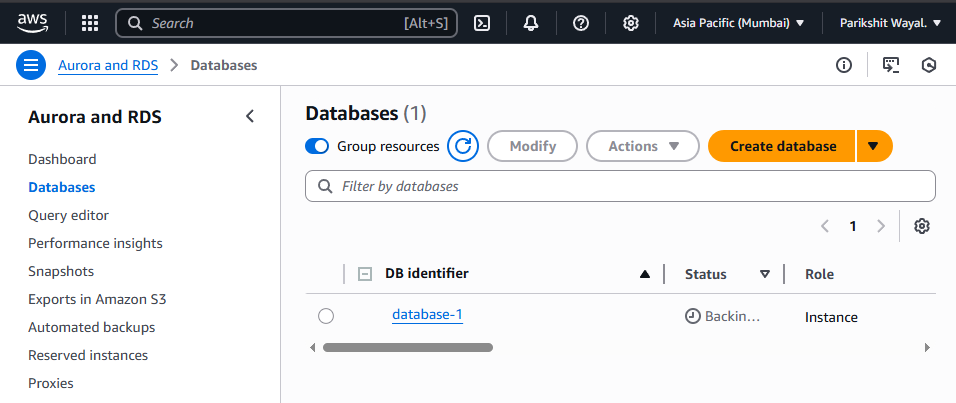 aws Search [Alt+S] Asia Pacific (Mumbai) Parikshit Wayal.
Aurora and RDS Databases
Aurora and RDS
Dashboard
Databases
Query editor
Performance insights
Snapshots
Exports in Amazon S3
Automated backups
Reserved instances
Proxies
Databases (1)
Group resources Modify Actions Create database
Filter by databases
1
DB identifier Status Role
database-1 Backin... Instance